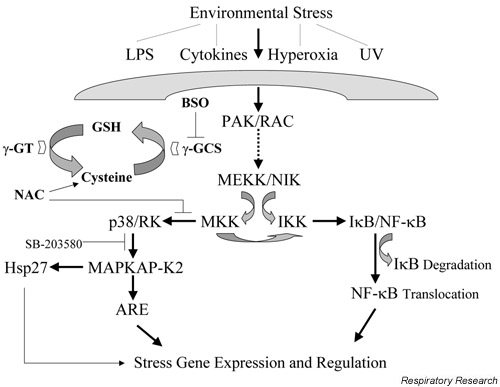 Environmental Stress
LPS Cytokines Hyperoxia UV
BSO
PAK/RAC
GSH
γ-GT γ-GCS
Cysteine
MEKK/NIK
NAC
p38/RK MKK IKK IκB/NF-κB
SB-203580
Hsp27 MAPKAP-K2 IκB Degradation
NF-κB Translocation
ARE
Stress Gene Expression and Regulation
Respiratory Research